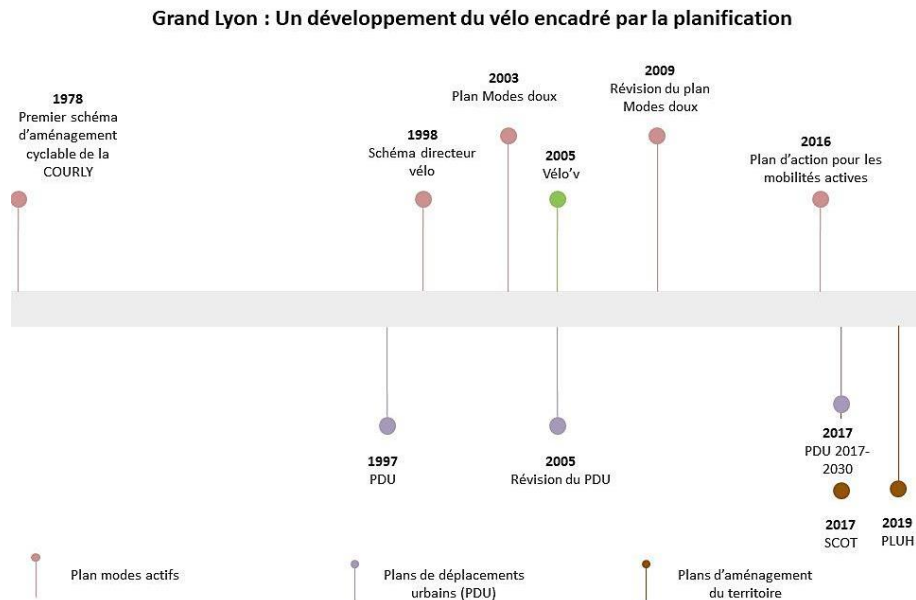 Grand Lyon : Un développement du vélo encadré par la planification
1978
Premier schéma
d'aménagement
cyclable de la
COURLY
1998
Schéma directeur
vélo
2003
Plan Modes doux
2005
Vélo'v
2009
Révision du plan
Modes doux
2016
Plan d'action pour les
mobilités actives
1997
PDU
2005
Révision du PDU
2017
PDU 2017-
2030
2017
SCOT
2019
PLUH
Plan modes actifs
Plans de déplacements
urbains (PDU)
Plans d'aménagement
du territoire